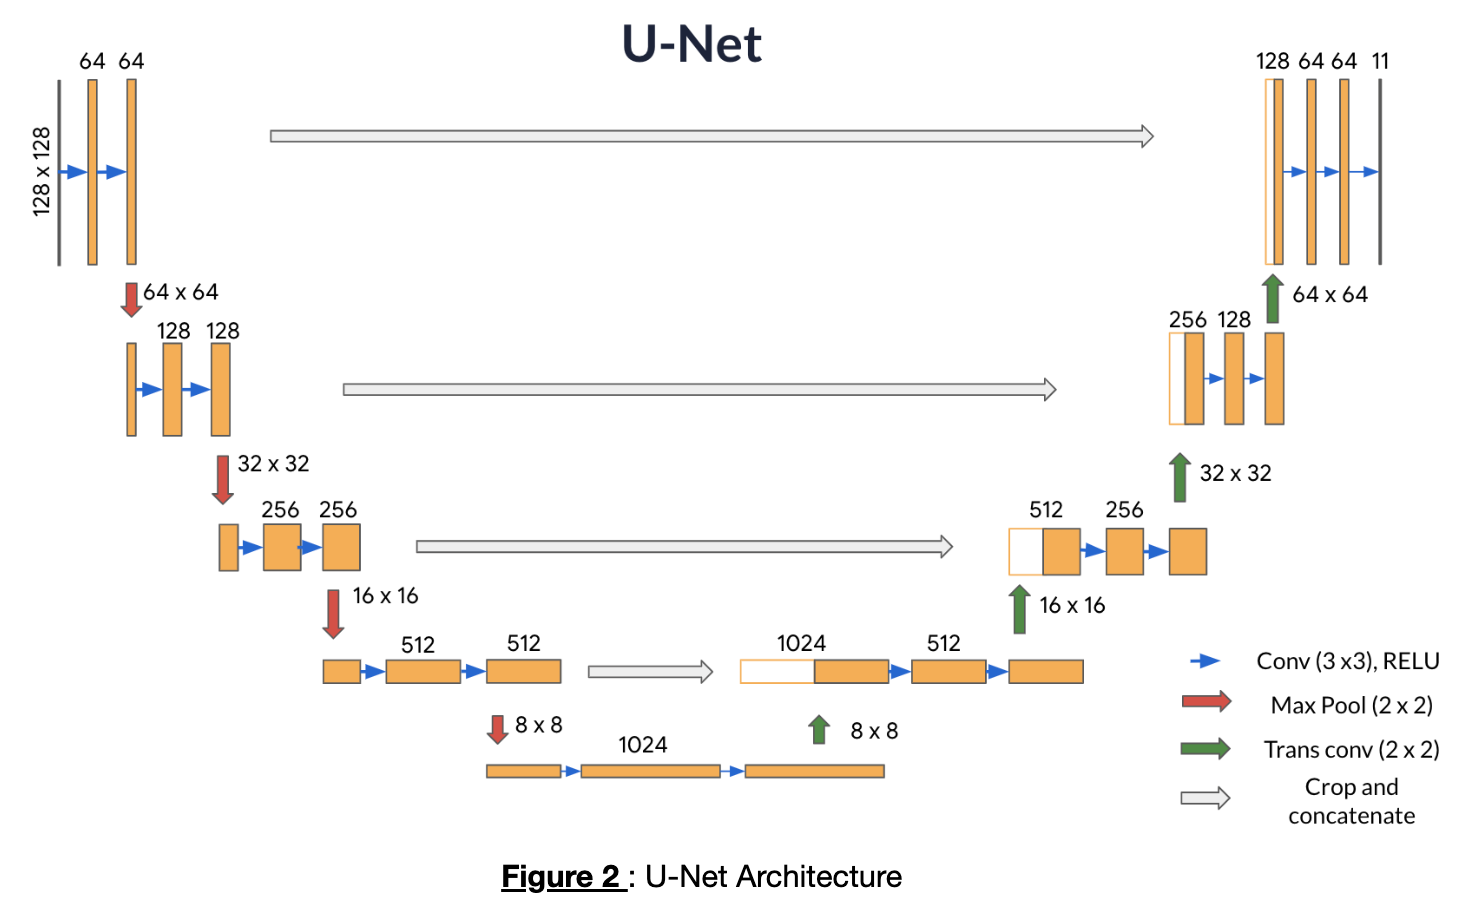 U-Net
64 64
128 64 64 11
128 x 128
64 x 64
64 x 64
128 128
256 128
32 x 32
32 x 32
256 256
512 256
16 x 16
16 x 16
512 512
1024 512
8 x 8
8 x 8
1024
Conv (3 x3), RELU
Max Pool (2 x 2)
Trans conv (2 x 2)
Crop and
concatenate
Figure 2 : U-Net Architecture